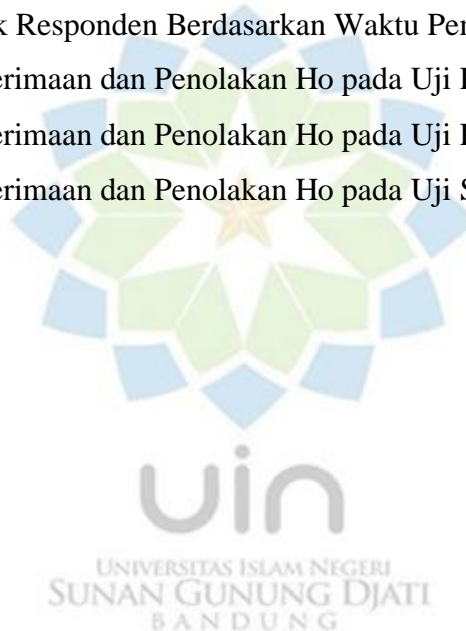 k Responden Berdasarkan Waktu Per
erimaan dan Penolakan Ho pada Uji
erimaan dan Penolakan Ho pada Uji
erimaan dan Penolakan Ho pada Uji S
uin
UNIVERSITAS ISLAM NEGERI
SUNAN GUNUNG DJATI
BANDUNG